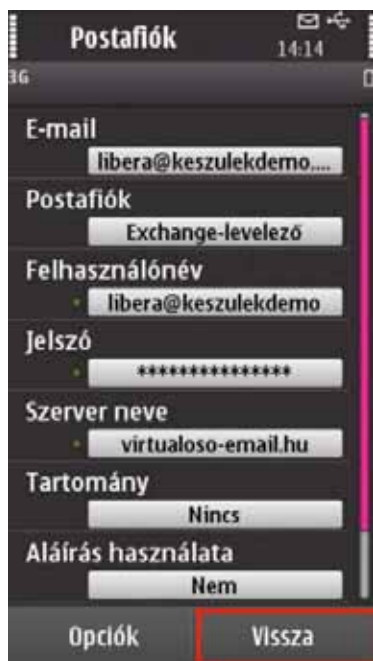 Postafiók
14:14
3G
E-mail
libera@keszulekdemo....
Postafiók
Exchange-levelező
Felhasználónév
libera@keszulekdemo
Jelszó
***************
Szerver neve
virtualoso-email.hu
Tartomány
Nincs
Aláírás használata
Nem
Opciók
Vissza